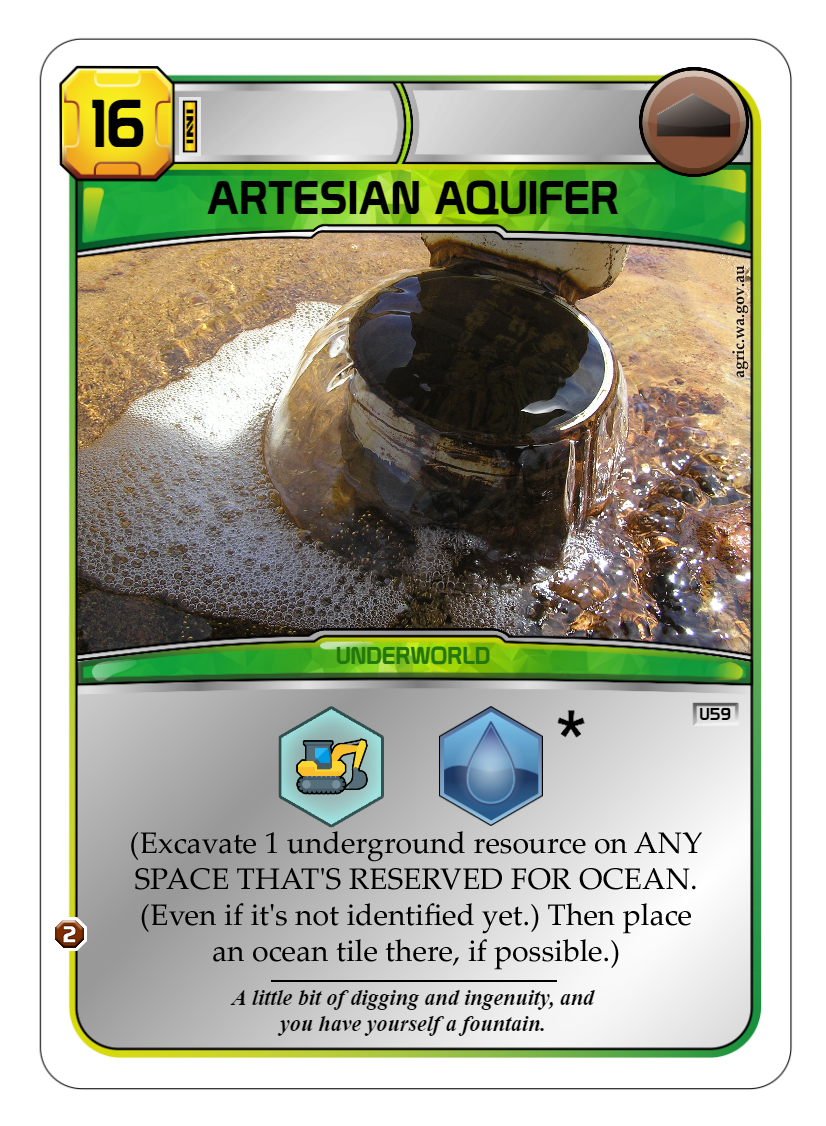 16
ARTESIAN AQUIFER
agric.wa.gov.au
UNDERWORLD
U59
(Excavate 1 underground resource on ANY
SPACE THAT'S RESERVED FOR OCEAN.
(Even if it's not identified yet.) Then place
2
an ocean tile there, if possible.)
A little bit of digging and ingenuity, and
you have yourself a fountain.